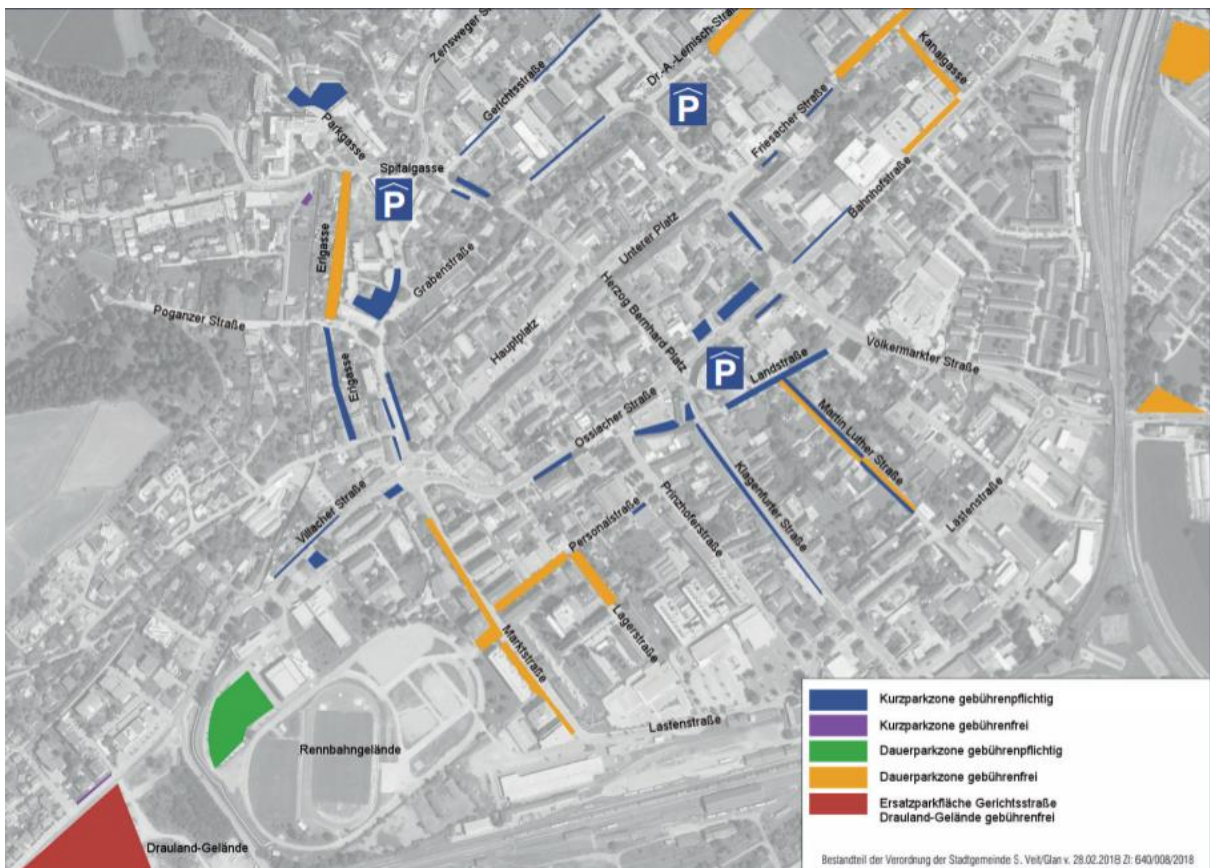 Zensweger S
Gerichtsstraße
Dr.-A.-Lemisch-Straß
Kanalgasse
P
Friesacher Straße
Parkgasse
Spitalgasse
P
Bahnhofstraße
Unterer Platz
Erlgasse
Grabenstraße
Herzog Bernhard Platz
Poganzer Straße
Hauptplatz
Völkermarkter Straße
P
Landstraße
Erlgasse
Ossiacher Straße
Martin Luther Straße
Klagenfurter Straße
Lastenstraße
Villacher Straße
Prinzhoferstraße
Personalstraße
Lagerstraße
Marktstraße
Lastenstraße
Rennbahngelände
Drauland-Gelände
Kurzparkzone gebührenpflichtig
Kurzparkzone gebührenfrei
Dauerparkzone gebührenpflichtig
Dauerparkzone gebührenfrei
Ersatzparkfläche Gerichtsstraße
Drauland-Gelände gebührenfrei
Bestandteil der Verordnung der Stadtgemeinde S. Veit/Glan v. 28.02.2018 Zl: 640/008/2018